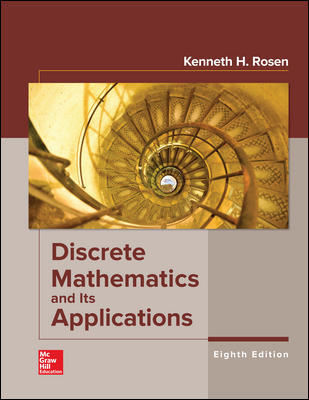 Kenneth H. Rosen
Discrete
Mathematics
and Its
Applications
Mc
Graw
Hill
Education
Eighth Edition